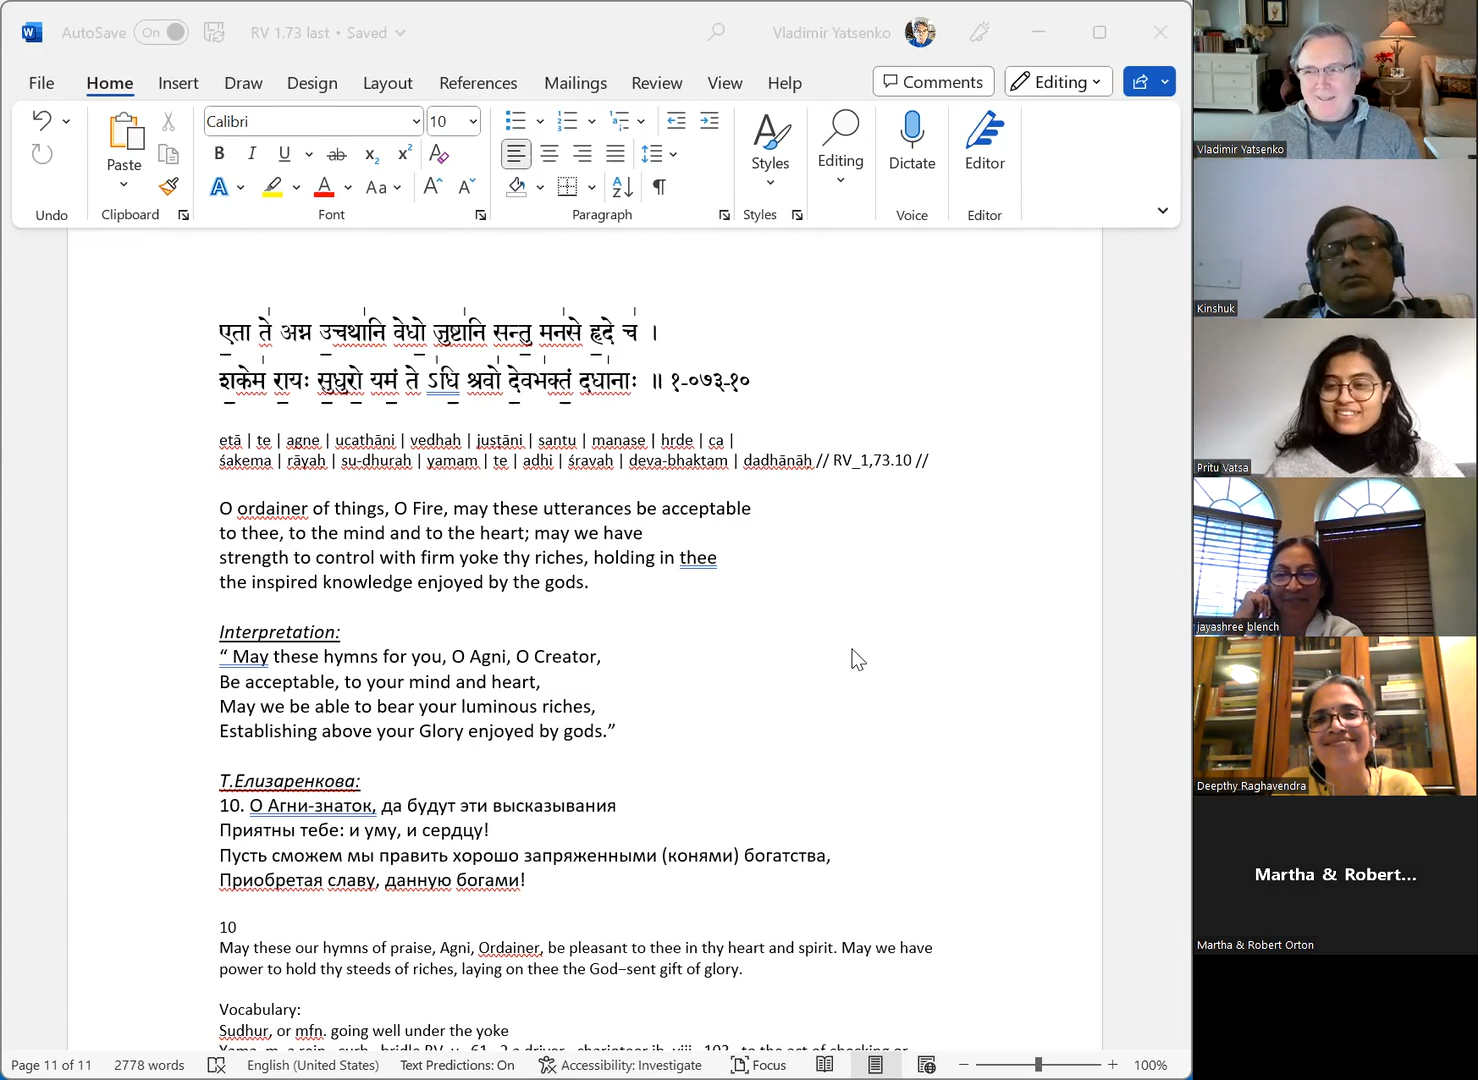 AutoSave On RV 1.73 last • Saved Vladimir Yatsenko
File Home Insert Draw Design Layout References Mailings Review View Help Comments Editing
Calibri 10
Paste Styles Editing Dictate Editor
B I U ab x₂ x² A
A A Aa A A
Undo Clipboard Font Paragraph Styles Voice Editor
एता ते॑ अग्न उ॒चथा॑नि वेधो॒ जुष्टा॑नि सन्तु॒ मन॑से हृ॒दे च॑ ।
श॒केम॑ रा॒यः सु॒धुरो॒ यमं॒ ते ऽधि॒ श्रवो॑ दे॒वभ॑क्तं॒ दधा॑नाः ॥ १-०७३-१०
etā | te | agne | ucathāni | vedhah | juṣṭāni | santu | manase | hrde | ca |
śakema | rāyaḥ | su-dhuraḥ | yamam | te | adhi | śravaḥ | deva-bhaktam | dadhānāḥ // RV_1,73.10 //
O ordainer of things, O Fire, may these utterances be acceptable
to thee, to the mind and to the heart; may we have
strength to control with firm yoke thy riches, holding in thee
the inspired knowledge enjoyed by the gods.
Interpretation:
“ May these hymns for you, O Agni, O Creator,
Be acceptable, to your mind and heart,
May we be able to bear your luminous riches,
Establishing above your Glory enjoyed by gods.”
Т.Елизаренкова:
10. О Агни-знаток, да будут эти высказывания
Приятны тебе: и уму, и сердцу!
Пусть сможем мы править хорошо запряженными (конями) богатства,
Приобретая славу, данную богами!
10
May these our hymns of praise, Agni, Ordainer, be pleasant to thee in thy heart and spirit. May we have
power to hold thy steeds of riches, laying on thee the God−sent gift of glory.
Vocabulary:
Sudhur, or mfn. going well under the yoke
Page 11 of 11 2778 words English (United States) Text Predictions: On Accessibility: Investigate Focus 100%
Vladimir Yatsenko
Kinshuk
Pritu Vatsa
jayashree blench
Deepthy Raghavendra
Martha & Robert...
Martha & Robert Orton